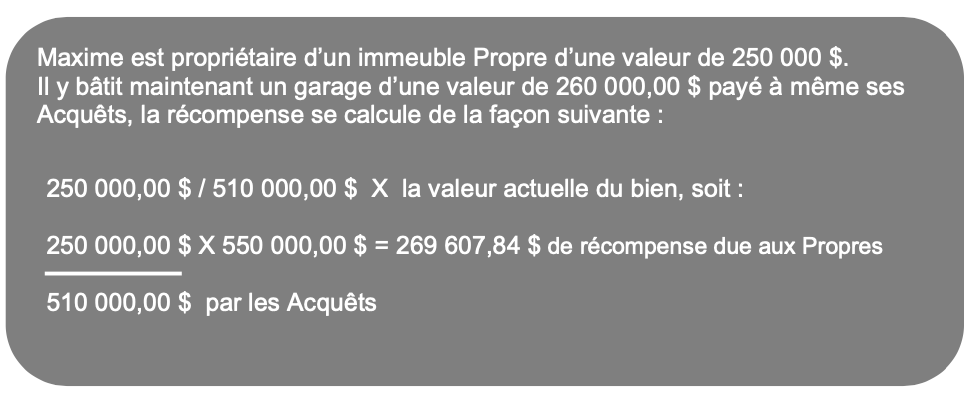 Maxime est propriétaire d’un immeuble Propre d’une valeur de 250 000 $.
Il y bâtit maintenant un garage d’une valeur de 260 000,00 $ payé à même ses
Acquêts, la récompense se calcule de la façon suivante :
250 000,00 $ / 510 000,00 $ X la valeur actuelle du bien, soit :
250 000,00 $ X 550 000,00 $ = 269 607,84 $ de récompense due aux Propres
510 000,00 $ par les Acquêts